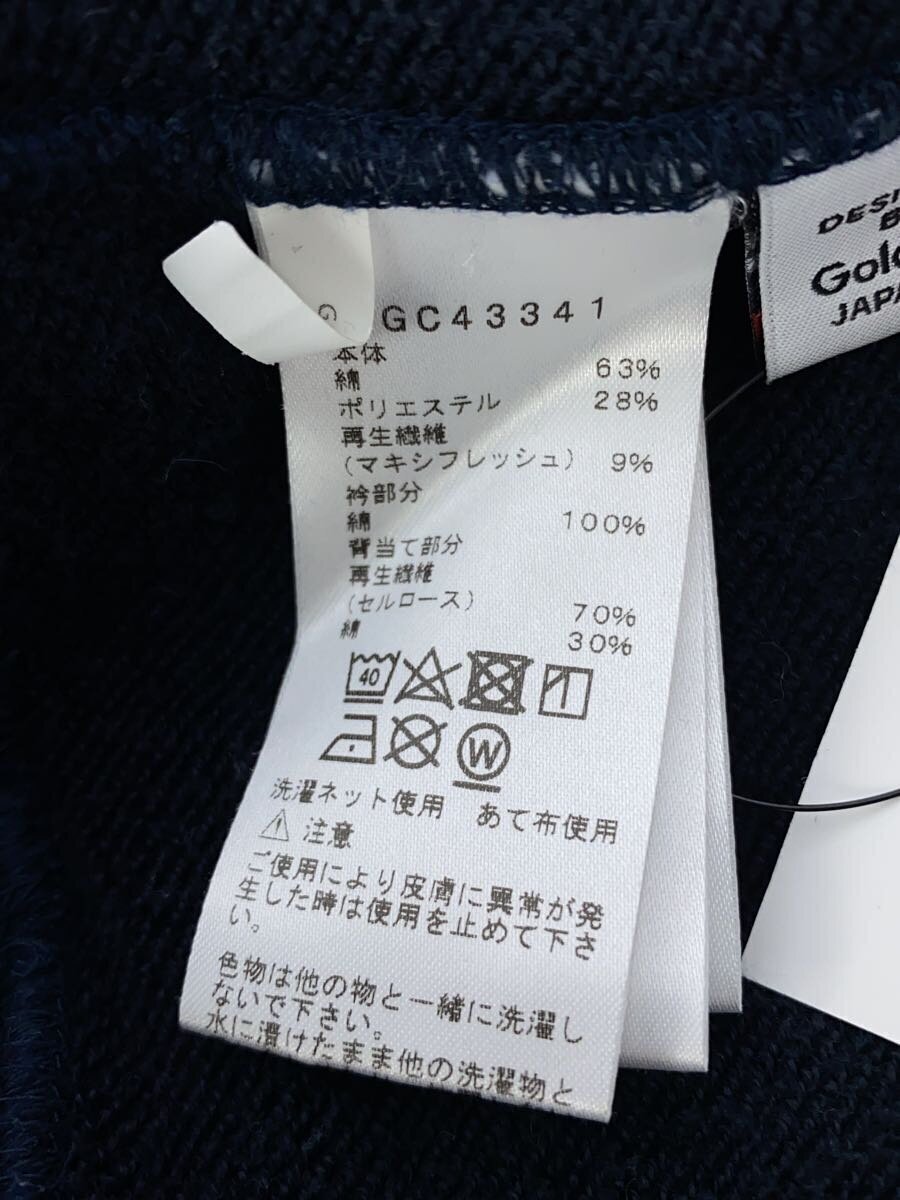 G GC43341
本体
綿 63%
ポリエステル 28%
再生繊維
(マキシフレッシュ) 9%
衿部分
綿 100%
背当て部分
再生繊維
(セルロース) 70%
綿 30%
40
W
洗濯ネット使用 あて布使用
注意
ご使用により皮膚に異常が発
生した時は使用を止めて下さ
い。
色物は他の物と一緒に洗濯し
ないで下さい。
水に漬けたまま他の洗濯物と
DESI
B
Gold
JAPA